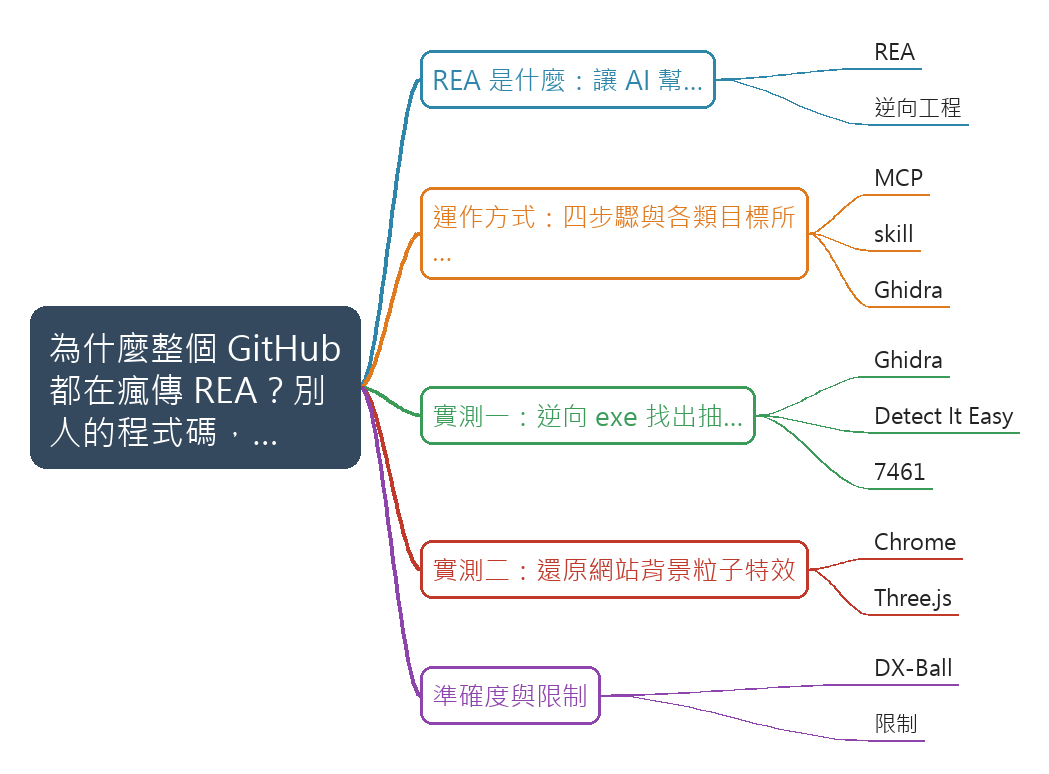 為什麼整個 GitHub
都在瘋傳 REA？別
人的程式碼，...
REA 是什麼：讓 AI 幫...
REA
逆向工程
運作方式：四步驟與各類目標所
...
MCP
skill
Ghidra
實測一：逆向 exe 找出抽...
Ghidra
Detect It Easy
7461
實測二：還原網站背景粒子特效
Chrome
Three.js
準確度與限制
DX-Ball
限制